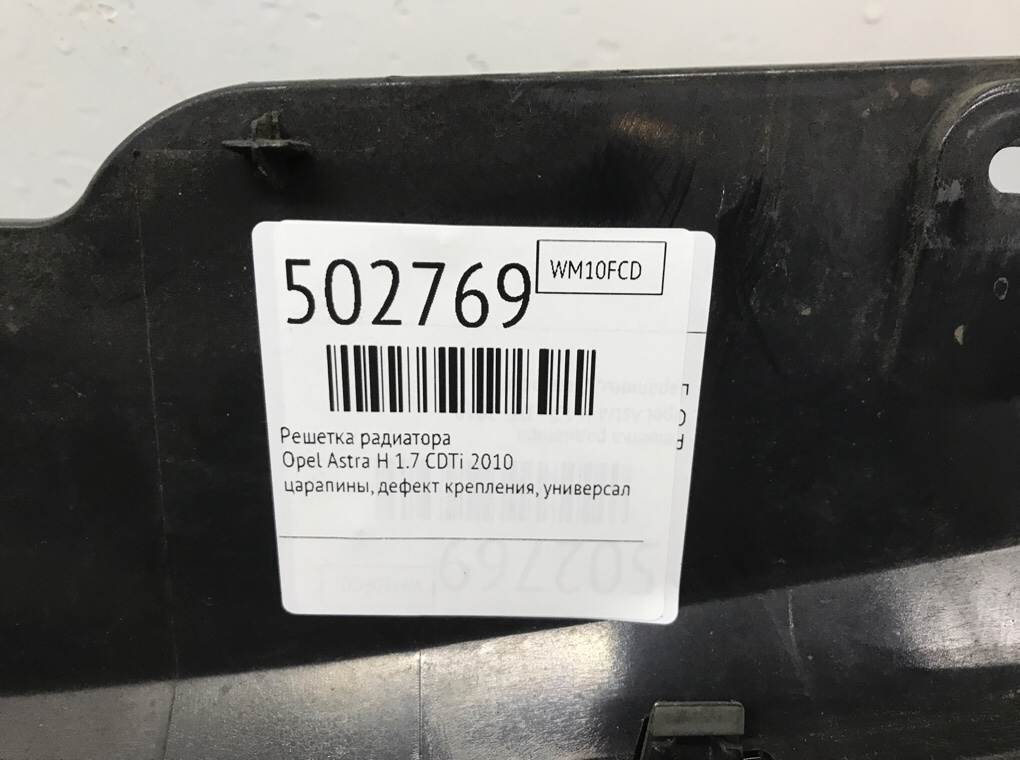 502769
WM10FCD
Решетка радиатора
Opel Astra H 1.7 CDTi 2010
царапины, дефект крепления, универсал